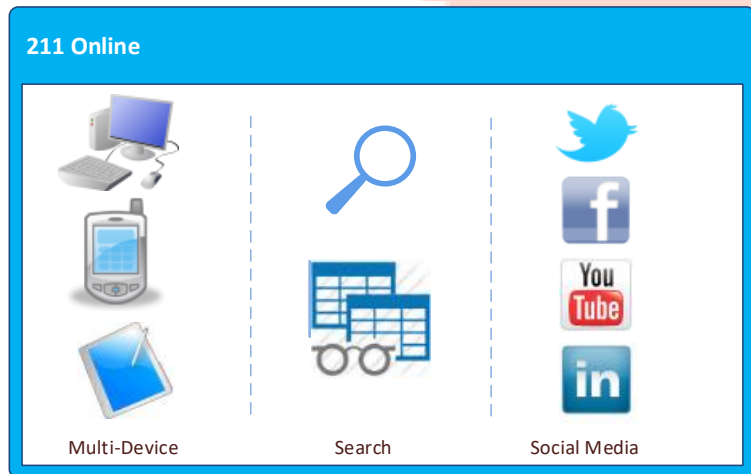 211 Online
f
You
Tube
in
Multi-Device
Search
Social Media